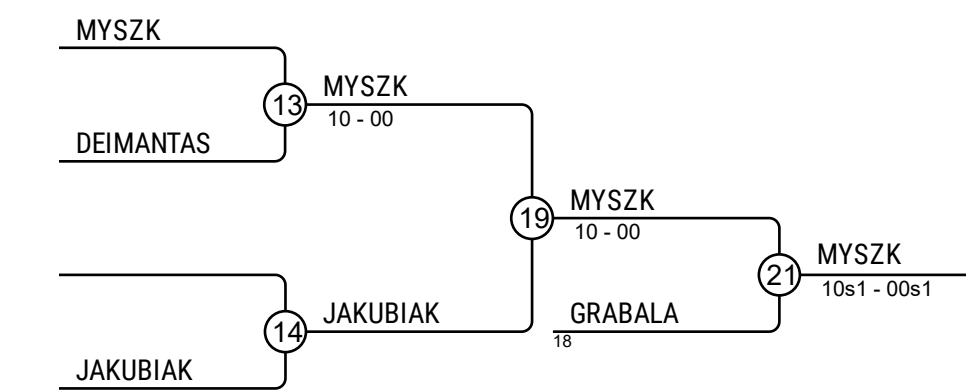 MYSZK
13
DEIMANTAS
MYSZK
10 - 00
14
JAKUBIAK
JAKUBIAK
19
MYSZK
10 - 00
GRABALA
18
21
MYSZK
10s1 - 00s1